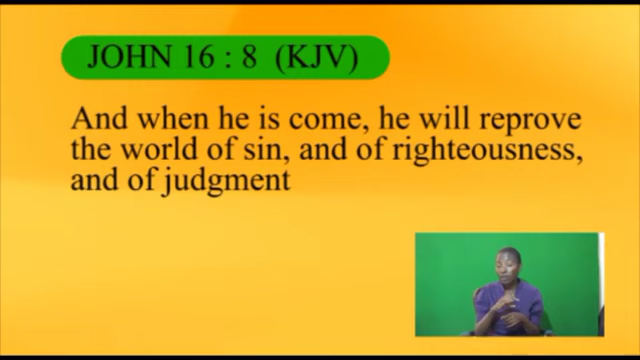 JOHN 16 : 8 (KJV)
And when he is come, he will reprove
the world of sin, and of righteousness,
and of judgment